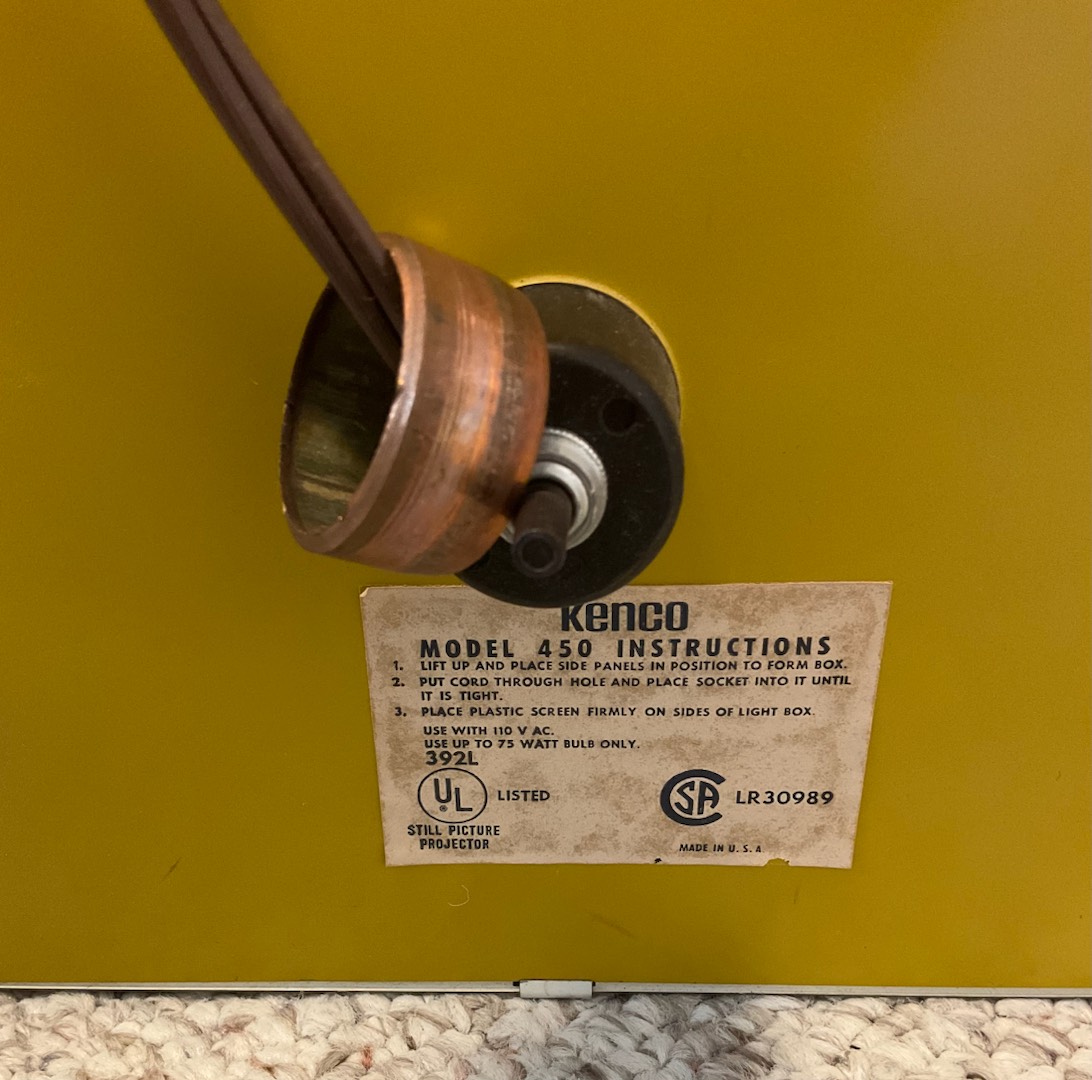 Kenco
MODEL 450 INSTRUCTIONS
1. LIFT UP AND PLACE SIDE PANELS IN POSITION TO FORM BOX.
2. PUT CORD THROUGH HOLE AND PLACE SOCKET INTO IT UNTIL
IT IS TIGHT.
3. PLACE PLASTIC SCREEN FIRMLY ON SIDES OF LIGHT BOX.
USE WITH 110 V AC.
USE UP TO 75 WATT BULB ONLY.
392L
UL ® LISTED
STILL PICTURE
PROJECTOR
CSA LR30989
MADE IN U. S. A